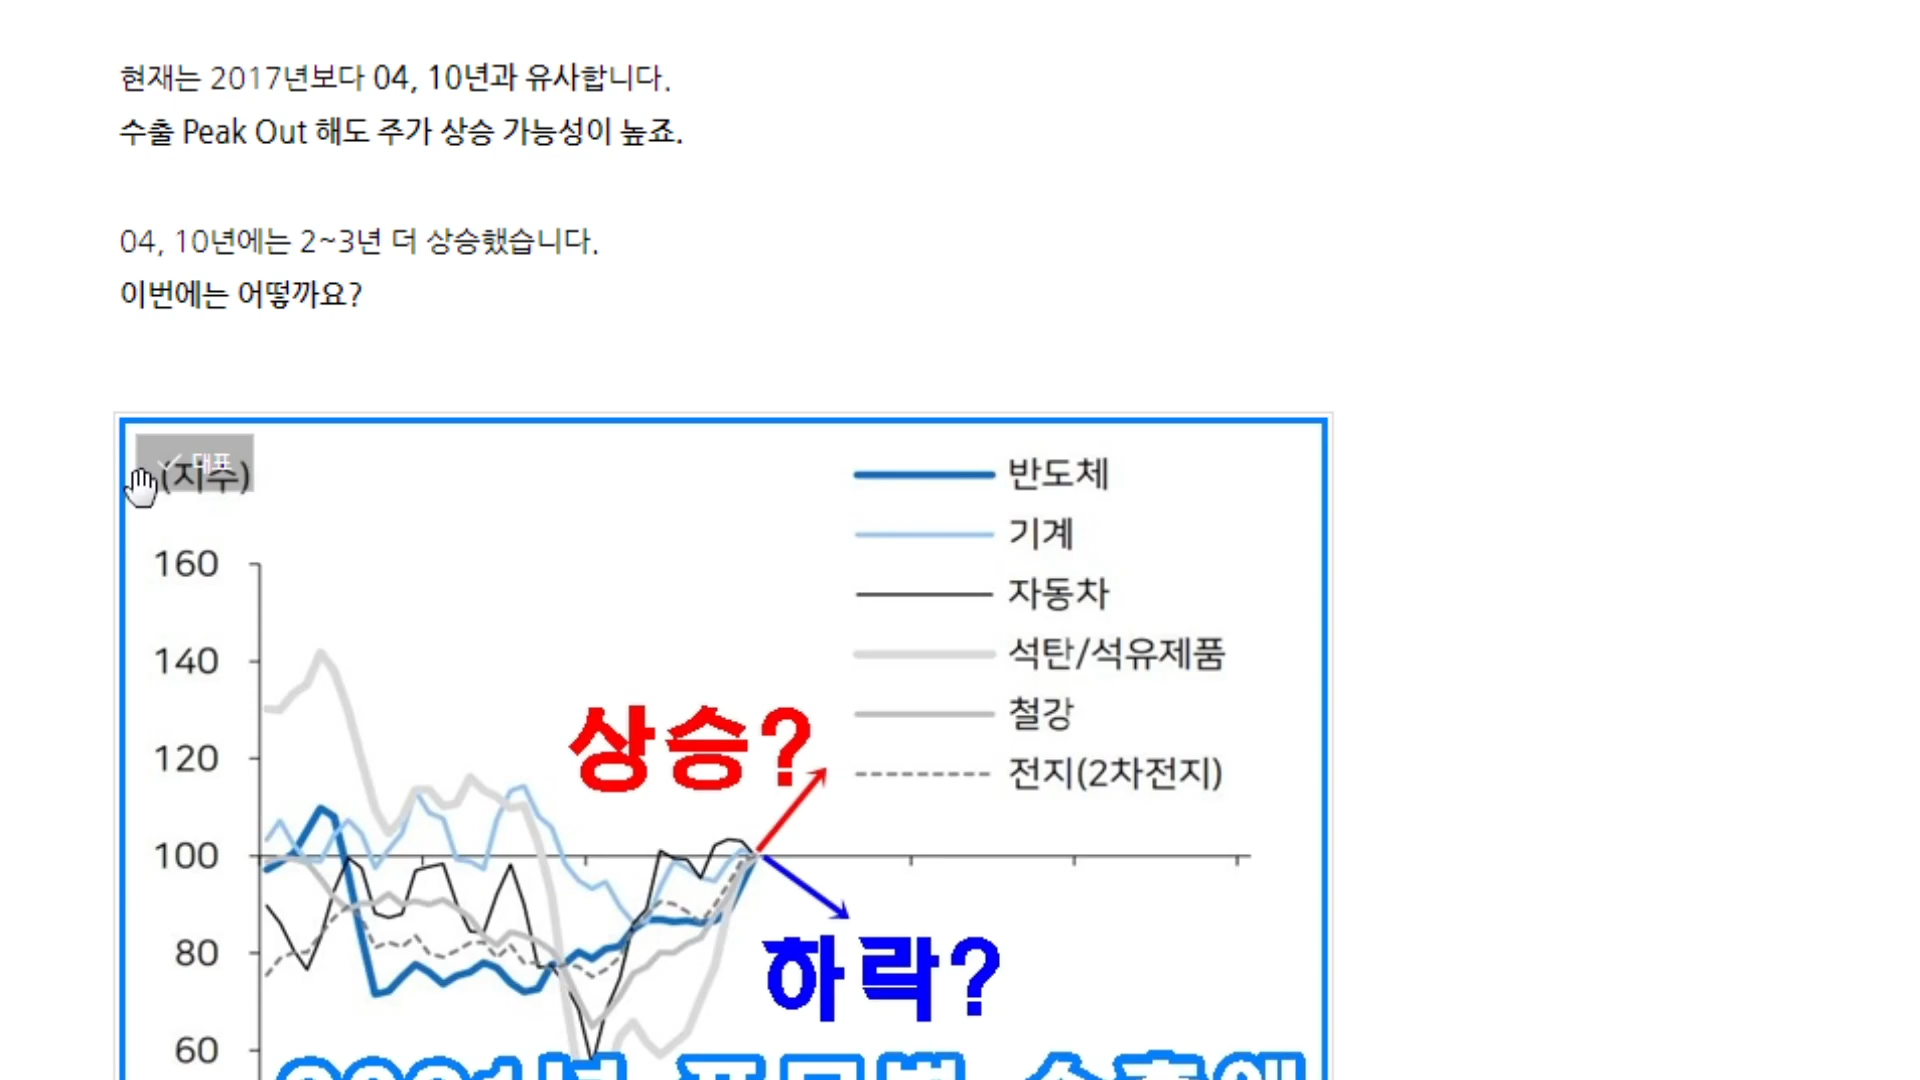 현재는 2017년보다 04, 10년과 유사합니다.
수출 Peak Out 해도 주가 상승 가능성이 높죠.
04, 10년에는 2~3년 더 상승했습니다.
이번에는 어떻까요?
대표
(지수)
반도체
기계
자동차
석탄/석유제품
철강
전지(2차전지)
160
140
120
100
80
60
상승?
하락?